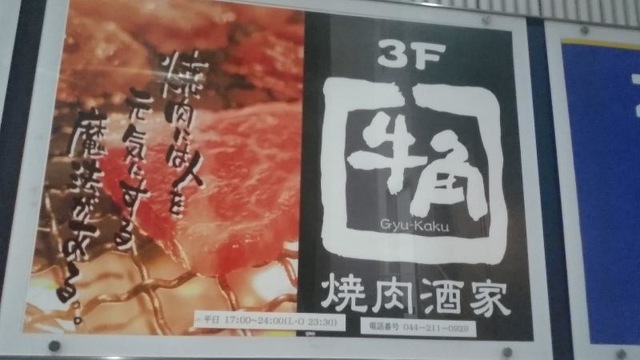 焼肉には人を
元気にする
魔法がある。
平日 17:00~24:00(L・O 23:30)
3F
牛角
Gyu-Kaku
焼肉酒家
電話番号 044-211-0929